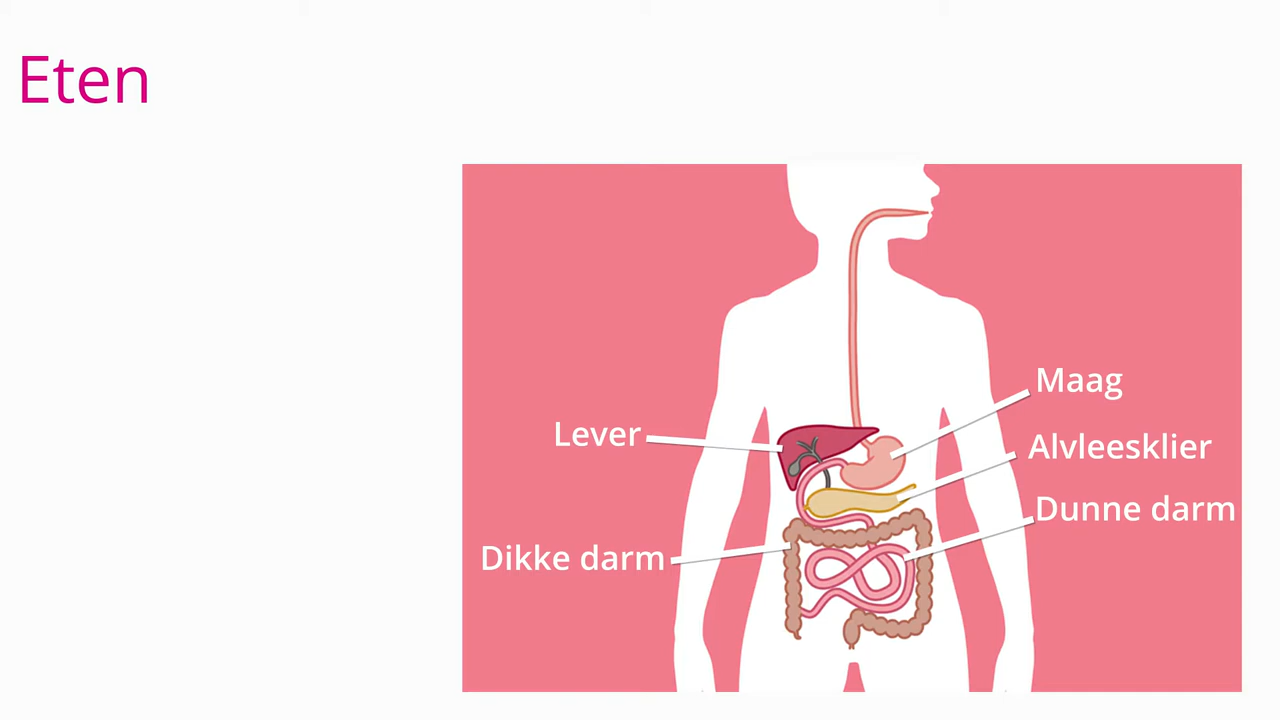 Eten
Maag
Lever
Alvleesklier
Dunne darm
Dikke darm